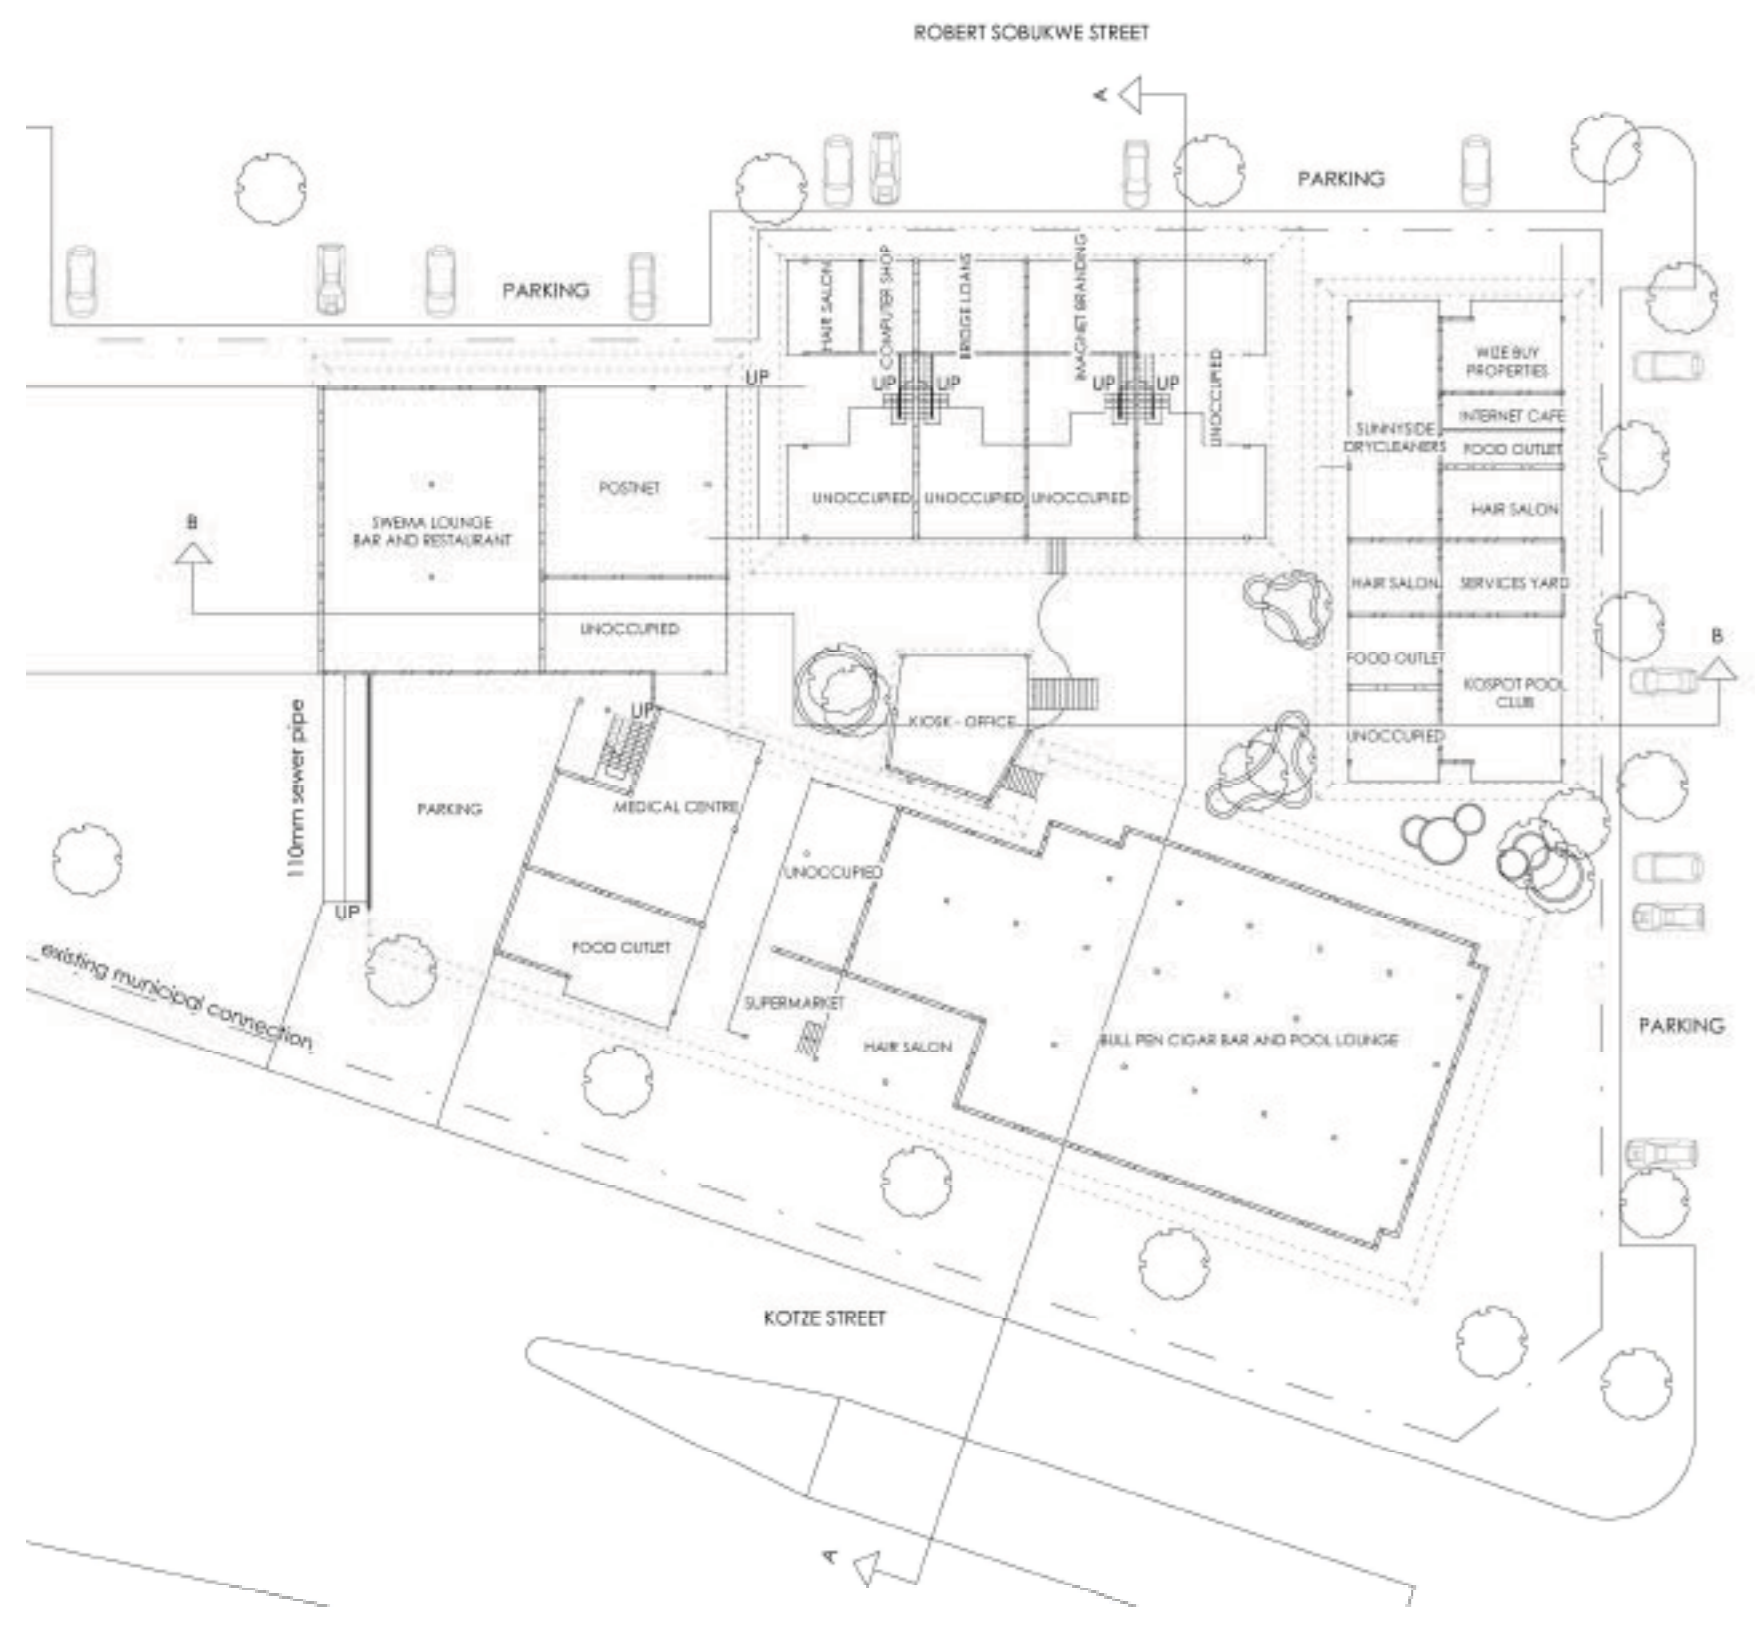 ROBERT SOBUKWE STREET
A
PARKING
PARKING
HAIR SALON
COMPUTER SHOP
BRIDGE LOANS
IMAGNET BRANDING
UNOCCUPIED
UP
UP
UP
UP
UP
WIZE BUY
PROPERTIES
INTERNET CAFE
SUNNYSIDE
DRYCLEANERS
FOOD OUTLET
POSTNET
UNOCCUPIED
UNOCCUPIED
UNOCCUPIED
HAIR SALON
B
SWEMA LOUNGE
BAR AND RESTAURANT
HAIR SALON
SERVICES YARD
UNOCCUPIED
B
FOOD OUTLET
KOSPOT POOL
CLUB
UP
KIOSK - OFFICE
UNOCCUPIED
110mm sewer pipe
PARKING
MEDICAL CENTRE
UNOCCUPIED
UP
existing municipal connection
FOOD OUTLET
SUPERMARKET
HAIR SALON
BULL PEN CIGAR BAR AND POOL LOUNGE
PARKING
KOTZE STREET
A